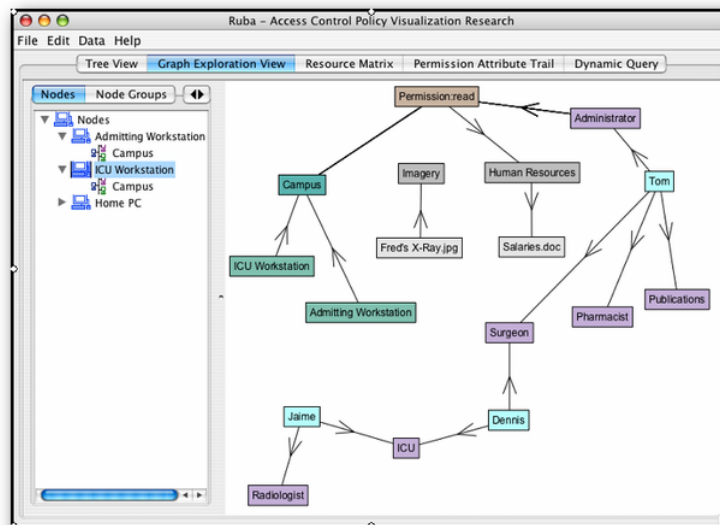 Ruba - Access Control Policy Visualization Research
File Edit Data Help
Tree View Graph Exploration View Resource Matrix Permission Attribute Trail Dynamic Query
Nodes Node Groups
Nodes
Admitting Workstation
Campus
ICU Workstation
Campus
Home PC
Permission:read
Administrator
Campus
Imagery
Human Resources
Tom
ICU Workstation
Fred's X-Ray.jpg
Salaries.doc
Admitting Workstation
Surgeon
Pharmacist
Publications
Jaime
Dennis
ICU
Radiologist